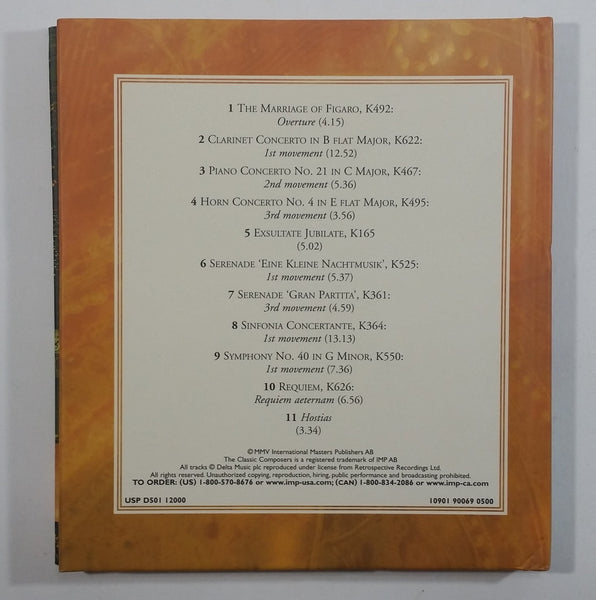 1 The Marriage of Figaro, K492:
Overture (4.15)
2 Clarinet Concerto in B flat Major, K622:
1st movement (12.52)
3 Piano Concerto No. 21 in C Major, K467:
2nd movement (5.36)
4 Horn Concerto No. 4 in E flat Major, K495:
3rd movement (3.56)
5 Exsultate Jubilate, K165
(5.02)
6 Serenade ‘Eine Kleine Nachtmusik’, K525:
1st movement (5.37)
7 Serenade ‘Gran Partita’, K361:
3rd movement (4.59)
8 Sinfonia Concertante, K364:
1st movement (13.13)
9 Symphony No. 40 in G Minor, K550:
1st movement (7.36)
10 Requiem, K626:
Requiem aeternam (6.56)
11 Hostias
(3.34)
© MMV International Masters Publishers AB
The Classic Composers is a registered trademark of IMP AB
All tracks © Delta Music plc reproduced under license from Retrospective Recordings Ltd.
All rights reserved. Unauthorized copying, reproduction, hiring, public performance and broadcasting prohibited.
TO ORDER: (US) 1-800-570-8676 or www.imp-usa.com; (CAN) 1-800-834-2086 or www.imp-ca.com
USP D501 12000 10901 90069 0500